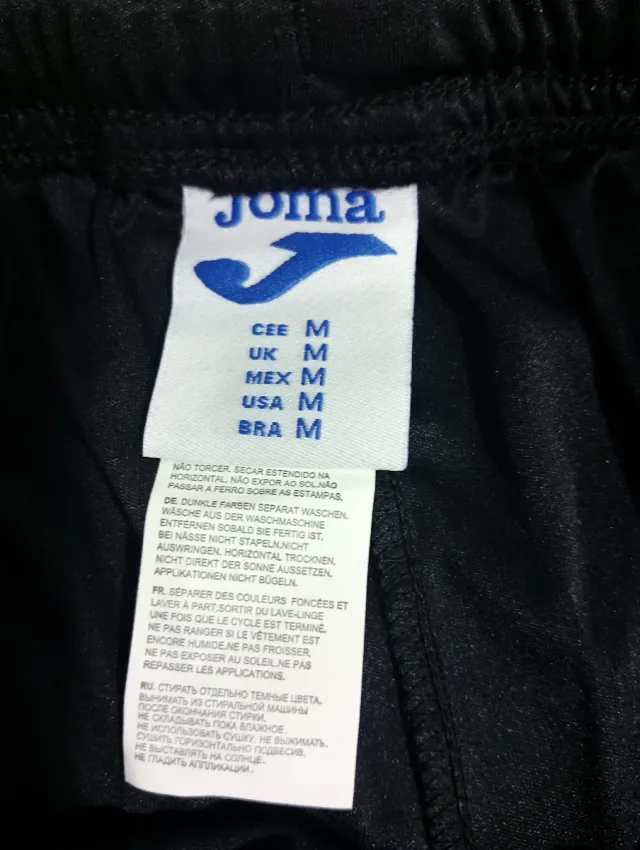 Joma
CEE M
UK M
MEX M
USA M
BRA M
NÃO TORCER. SECAR ESTENDIDO NA
HORIZONTAL. NÃO EXPOR AO SOL.NÃO
PASSAR A FERRO SOBRE AS ESTAMPAS.
DE. DUNKLE FARBEN SEPARAT WASCHEN,
WÄSCHE AUS DER WASCHMASCHINE
ENTFERNEN SOBALD SIE FERTIG IST.
BEI NÄSSE NICHT STAPELN.NICHT
AUSWRINGEN. HORIZONTAL TROCKNEN.
NICHT DIREKT DER SONNE AUSSETZEN.
APPLIKATIONEN NICHT BÜGELN.
FR. SÉPARER DES COULEURS FONCÉES ET
LAVER À PART.SORTIR DU LAVE-LINGE
UNE FOIS QUE LE CYCLE EST TERMINÉ.
NE PAS RANGER SI LE VÊTEMENT EST
ENCORE HUMIDE.NE PAS FROISSER.
NE PAS EXPOSER AU SOLEIL.NE PAS
REPASSER LES APPLICATIONS.
RU. СТИРАТЬ ОТДЕЛЬНО ТЕМНЫЕ ЦВЕТА.
ВЫНИМАТЬ ИЗ СТИРАЛЬНОЙ МАШИНЫ
ПОСЛЕ ОКОНЧАНИЯ СТИРКИ.
НЕ СКЛАДЫВАТЬ ПОКА ВЛАЖНОЕ.
НЕ ИСПОЛЬЗОВАТЬ СУШКУ. НЕ ВЫЖИМАТЬ.
СУШИТЬ ГОРИЗОНТАЛЬНО ПОДВЕСИВ.
НЕ ВЫСТАВЛЯТЬ НА СОЛНЦЕ.
НЕ ГЛАДИТЬ АППЛИКАЦИИ.